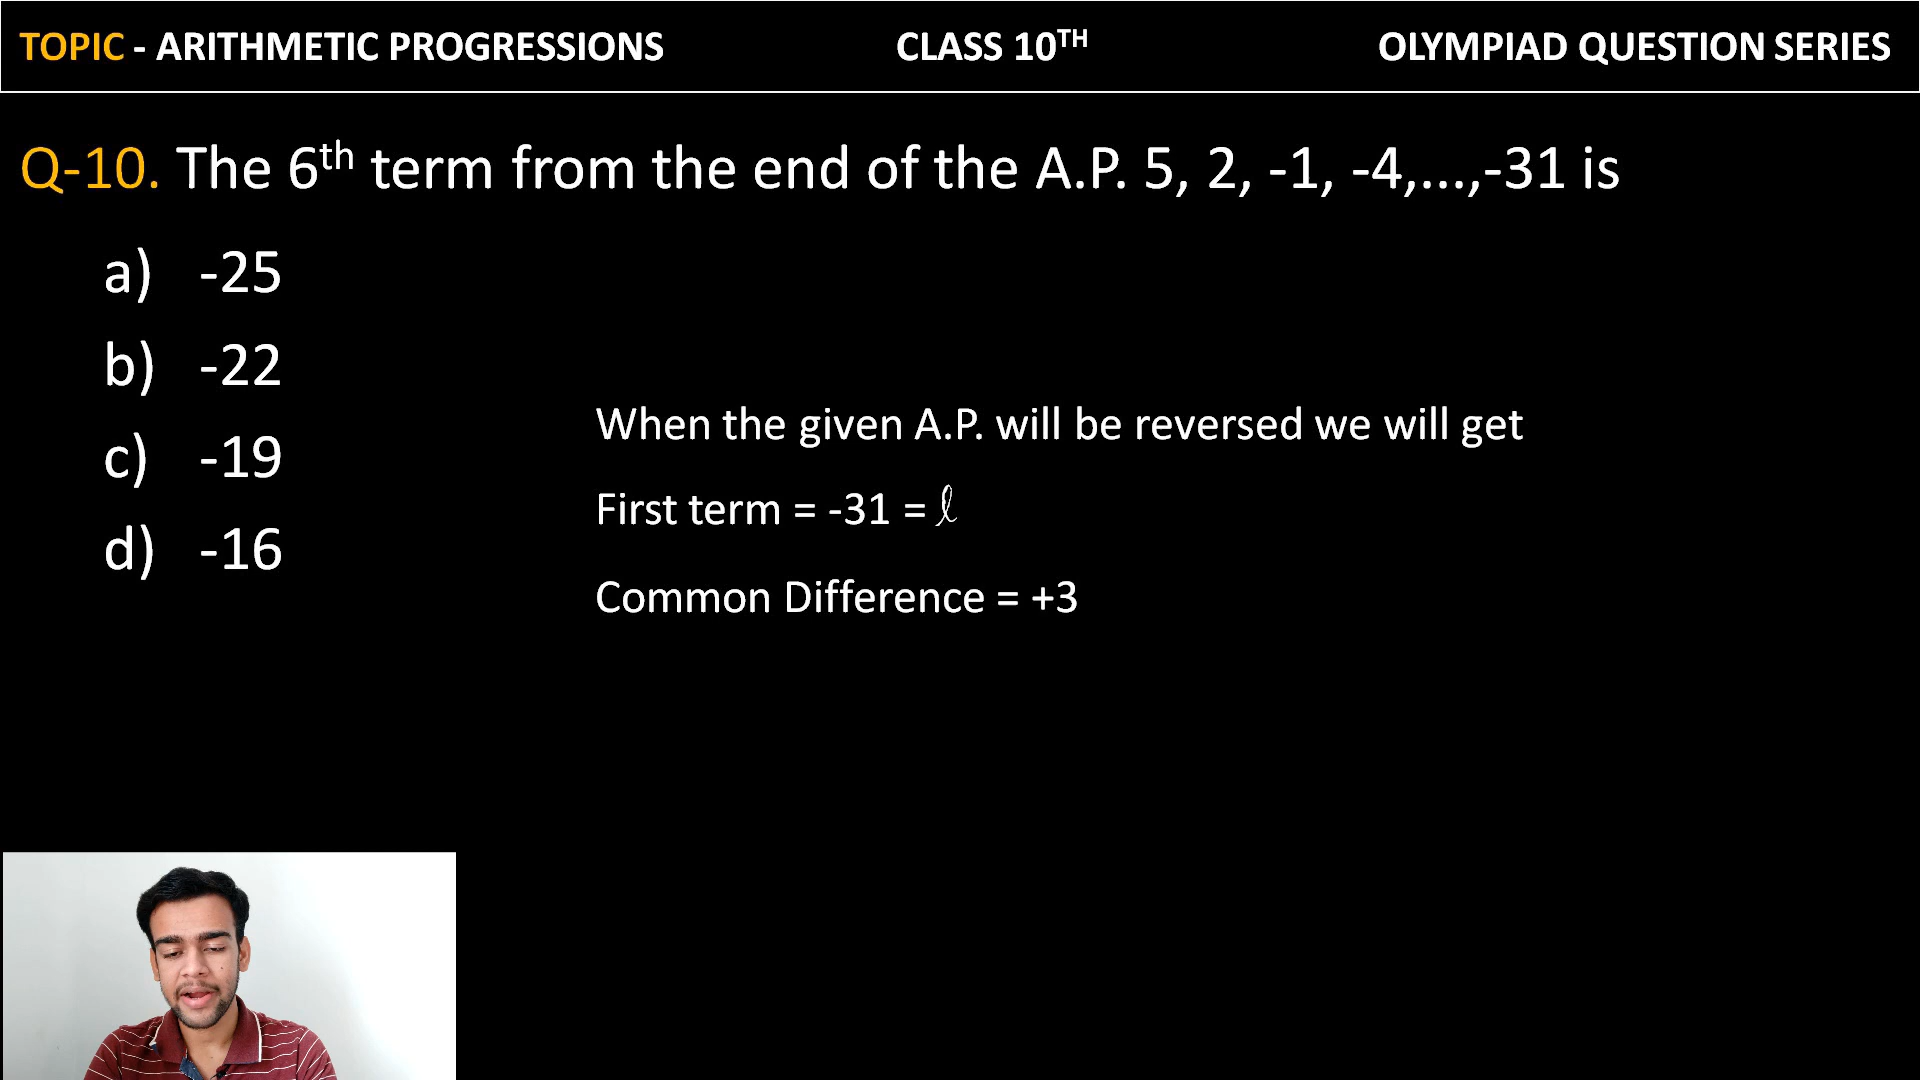 TOPIC - ARITHMETIC PROGRESSIONS CLASS 10TH OLYMPIAD QUESTION SERIES
Q-10. The 6th term from the end of the A.P. 5, 2, -1, -4,...,-31 is
a) -25
b) -22
c) -19
d) -16
When the given A.P. will be reversed we will get
First term = -31 = ℓ
Common Difference = +3